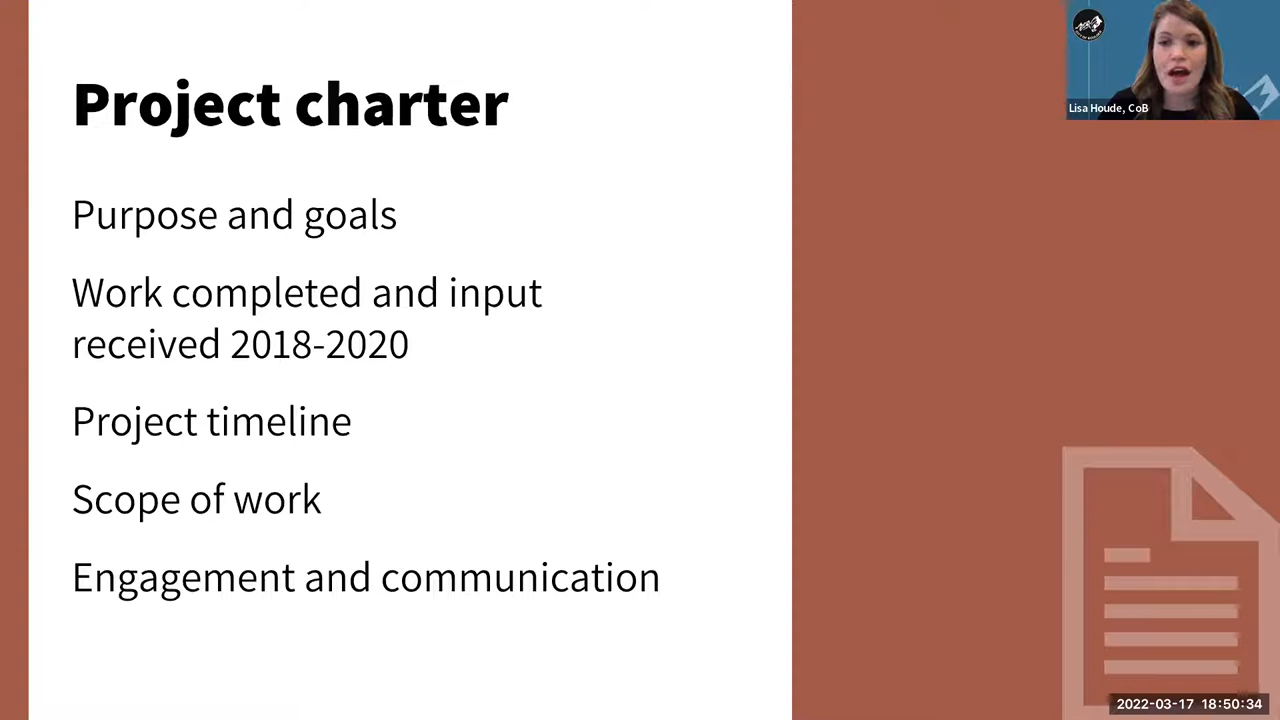 Project charter
Purpose and goals
Work completed and input
received 2018-2020
Project timeline
Scope of work
Engagement and communication
Lisa Houde, CoB
2022-03-17 18:50:34